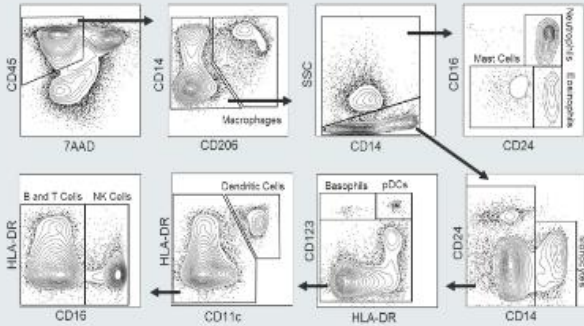 CD45
7AAD
CD14
Macrophages
CD206
SSC
CD14
CD16
Mast Cells
Neutrophils
Eosinophils
CD24
B and T Cells NK Cells
HLA-DR
CD16
Dendritic Cells
HLA-DR
CD11c
Basophils pDCs
CD123
HLA-DR
CD24
Monocytes
CD14